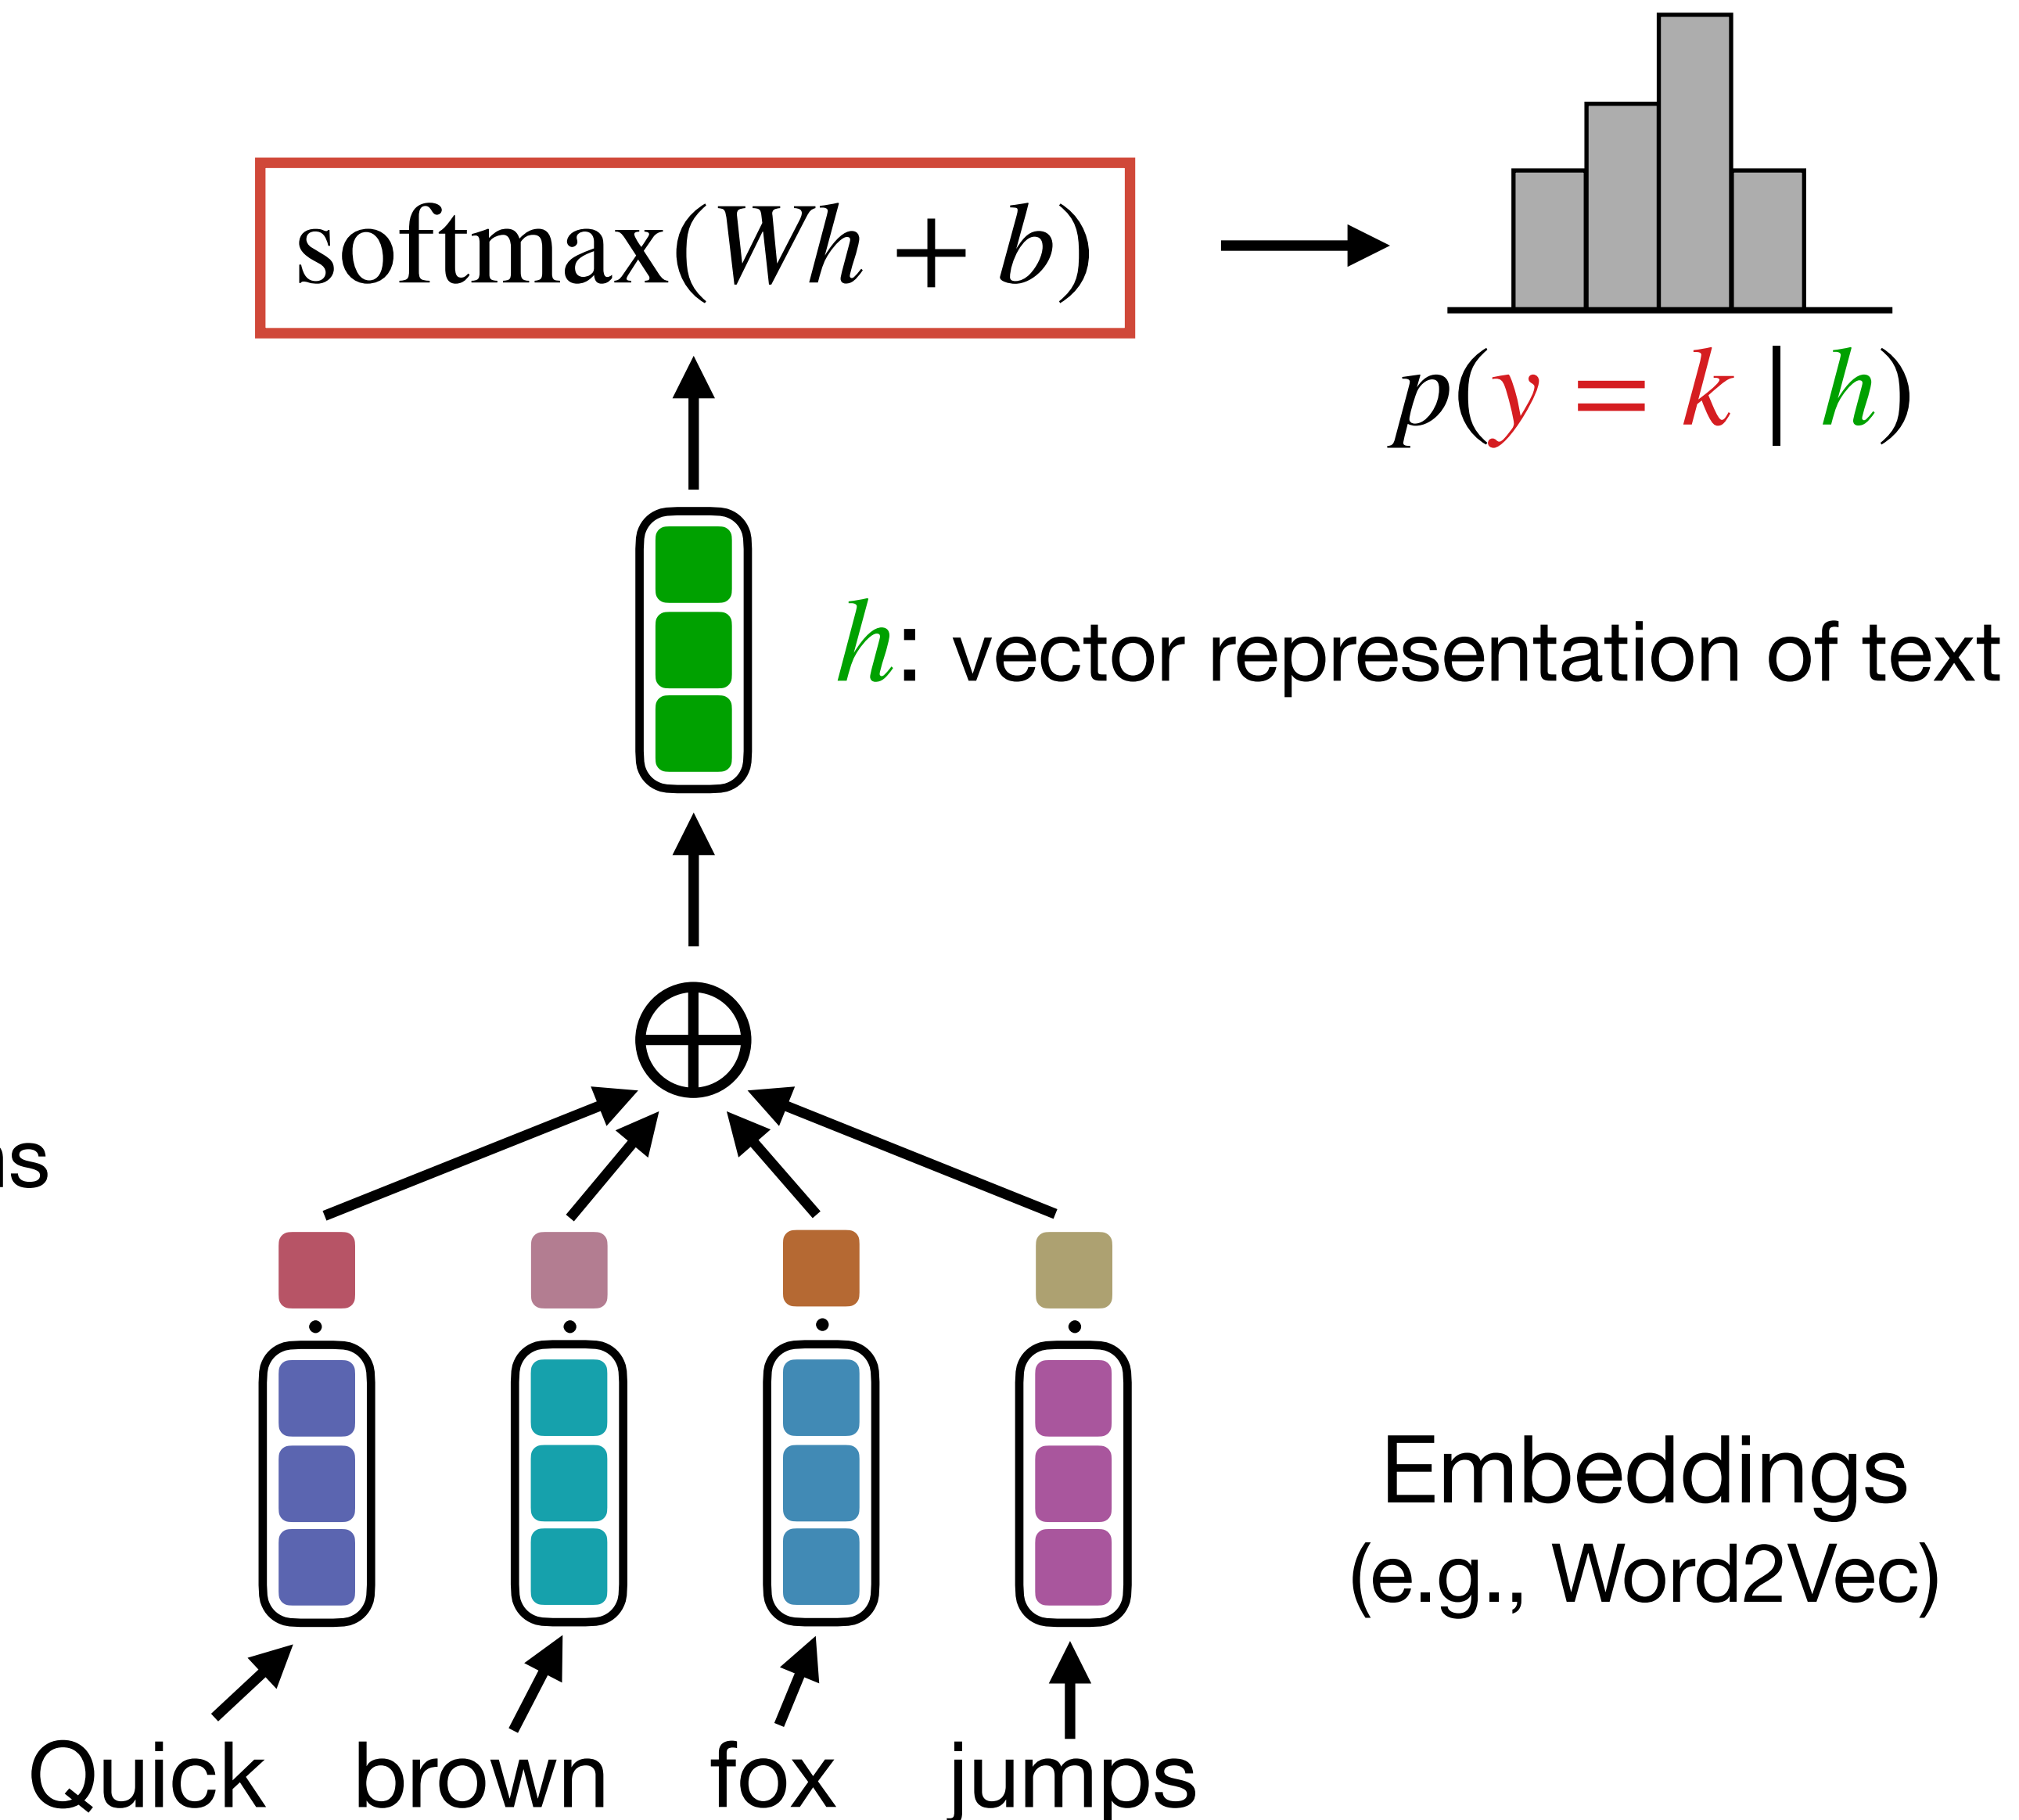 softmax(Wh + b)
p(y = k | h)
h: vector representation of text
Embeddings
(e.g., Word2Vec)
Quick brown fox jumps